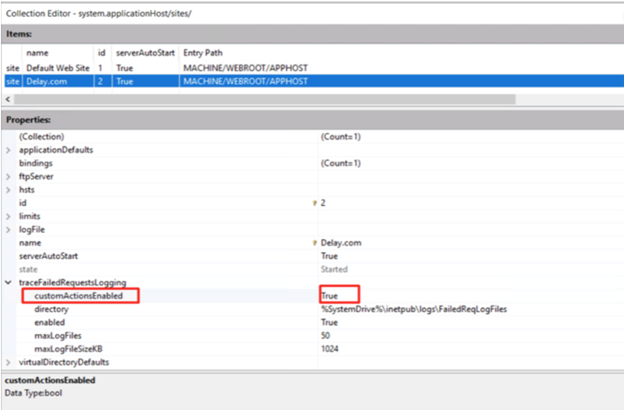 Collection Editor - system.applicationHost/sites/
Items:
name id serverAutoStart Entry Path
site Default Web Site 1 True MACHINE/WEBROOT/APPHOST
site Delay.com 2 True MACHINE/WEBROOT/APPHOST
Properties:
(Collection) (Count=1)
applicationDefaults
bindings (Count=1)
ftpServer
hsts
id 2
limits
logFile
name Delay.com
serverAutoStart True
state Started
traceFailedRequestsLogging
customActionsEnabled True
directory %SystemDrive%\inetpub\logs\FailedReqLogFiles
enabled True
maxLogFiles 50
maxLogFileSizeKB 1024
virtualDirectoryDefaults
customActionsEnabled
Data Type:bool